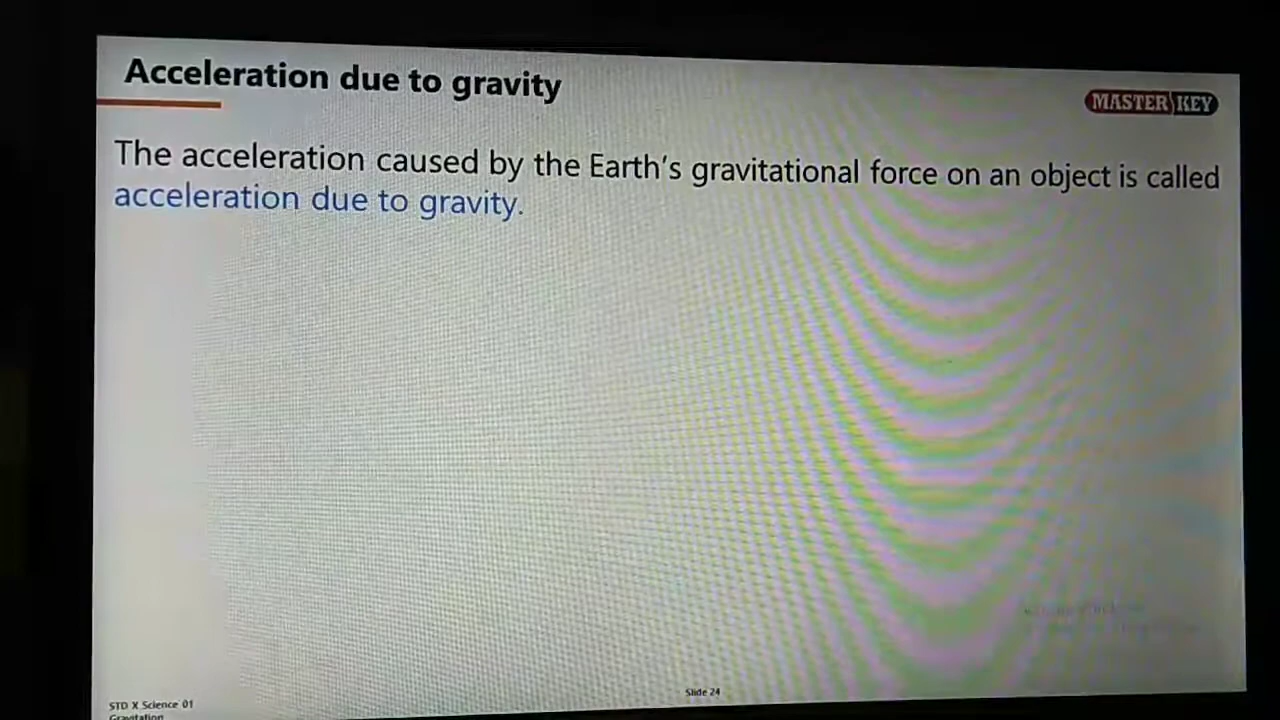 Acceleration due to gravity
MASTER KEY
The acceleration caused by the Earth's gravitational force on an object is called
acceleration due to gravity.
Slide 24
STD X Science 01
Gravitation